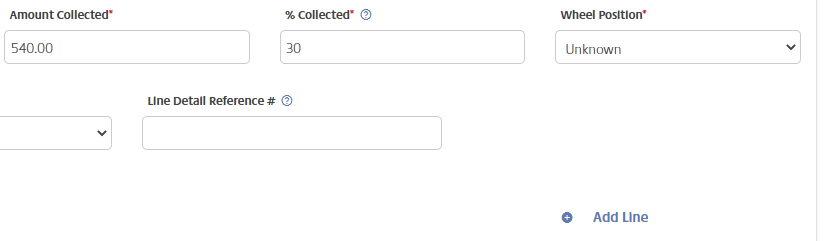 Amount Collected* % Collected* Wheel Position*
540.00 30 Unknown
Line Detail Reference #
Add Line